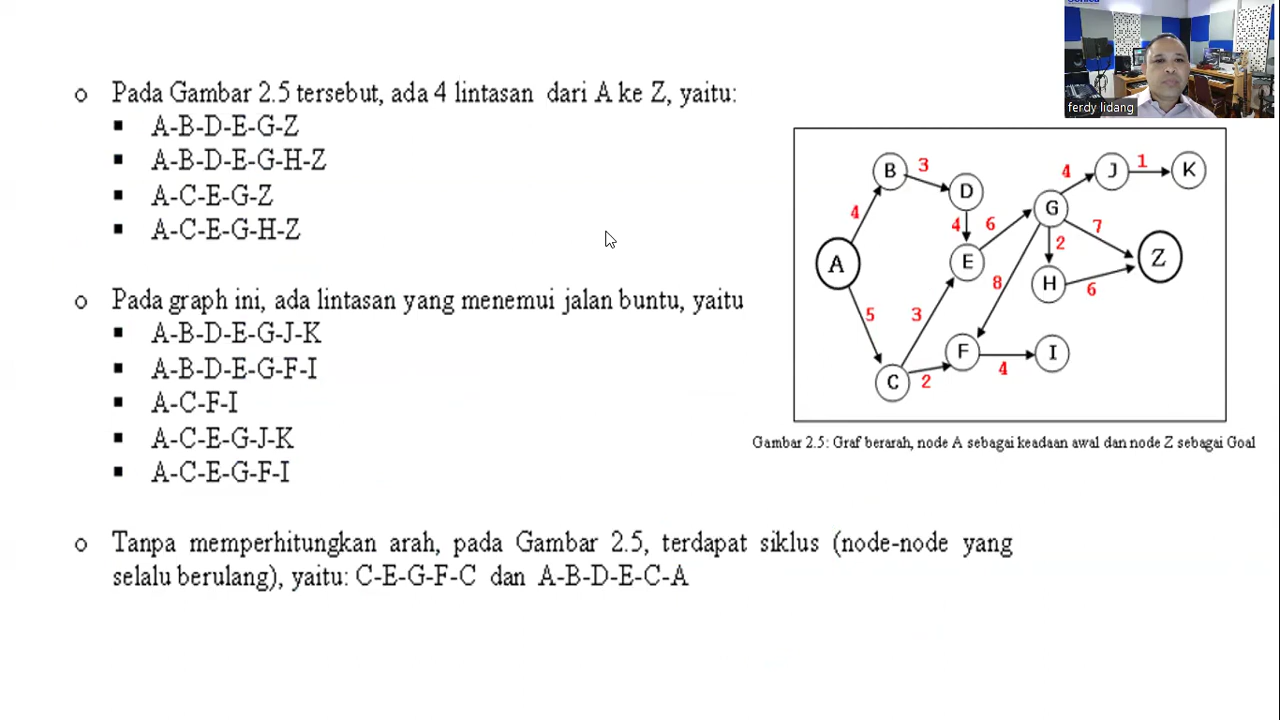 o Pada Gambar 2.5 tersebut, ada 4 lintasan dari A ke Z, yaitu:
▪ A-B-D-E-G-Z
▪ A-B-D-E-G-H-Z
▪ A-C-E-G-Z
▪ A-C-E-G-H-Z
o Pada graph ini, ada lintasan yang menemui jalan buntu, yaitu
▪ A-B-D-E-G-J-K
▪ A-B-D-E-G-F-I
▪ A-C-F-I
▪ A-C-E-G-J-K
▪ A-C-E-G-F-I
o Tanpa memperhitungkan arah, pada Gambar 2.5, terdapat siklus (node-node yang
selalu berulang), yaitu: C-E-G-F-C dan A-B-D-E-C-A
ferdy lidang
B 3 D 4 J 1 K
4 4 6 G 7
A E 2 Z
H 6
5 3 8
F I
C 2 4
Gambar 2.5: Graf berarah, node A sebagai keadaan awal dan node Z sebagai Goal